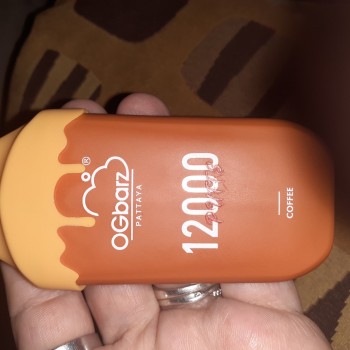 ®
OGbarz
PATTAYA
12000
PUFFS
COFFEE